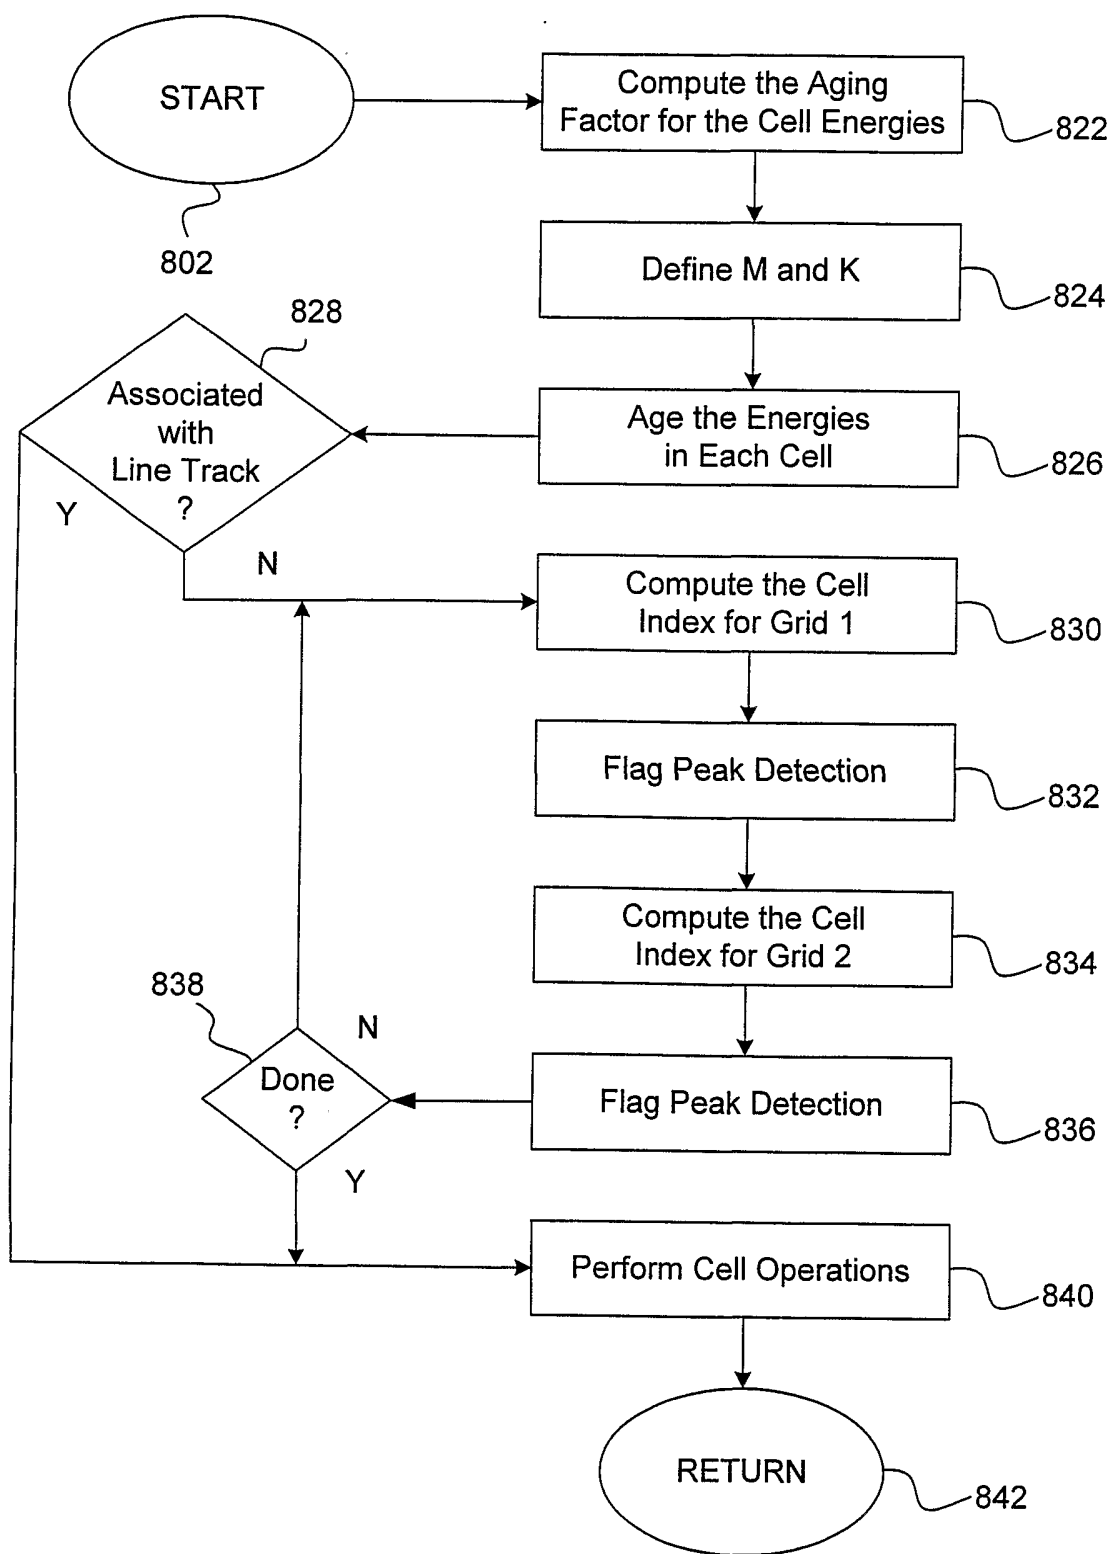 START
802
Compute the Aging
Factor for the Cell Energies
822
Define M and K
824
828
Associated
with
Line Track
?
Y
N
Age the Energies
in Each Cell
826
Compute the Cell
Index for Grid 1
830
Flag Peak Detection
832
Compute the Cell
Index for Grid 2
834
838
N
Done
?
Y
Flag Peak Detection
836
Perform Cell Operations
840
RETURN
842